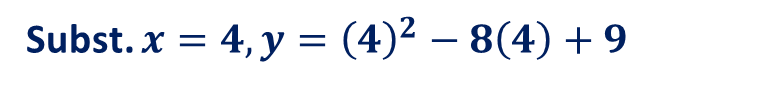 Subst. x = 4, y = (4)² − 8(4) + 9